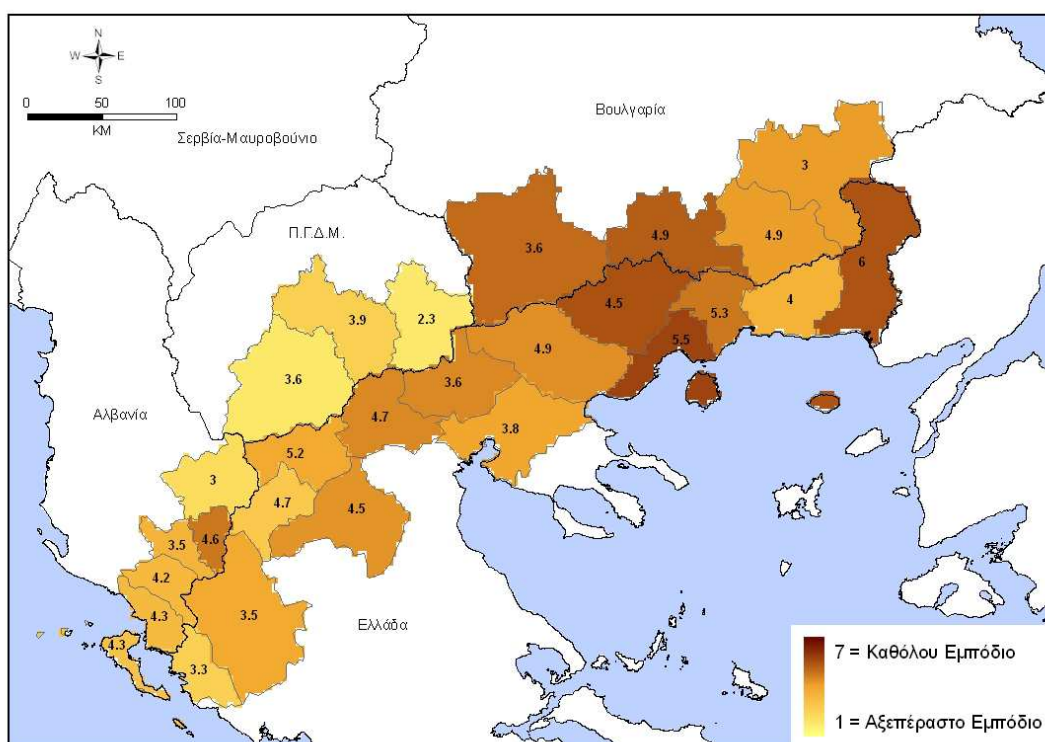 N
W E
S
0 50 100
KM
Σερβία-Μαυροβούνιο
Βουλγαρία
Π.Γ.Δ.Μ.
Αλβανία
Ελλάδα
3
4.9
3.6
4.9
6
4.5
5.3
4
5.5
3.9
2.3
4.9
3.6
3.6
4.7
3.8
5.2
3
4.7
4.5
4.6
3.5
4.2
4.3
3.5
4.3
3.3
7 = Καθόλου Εμπόδιο
1 = Αξεπέραστο Εμπόδιο